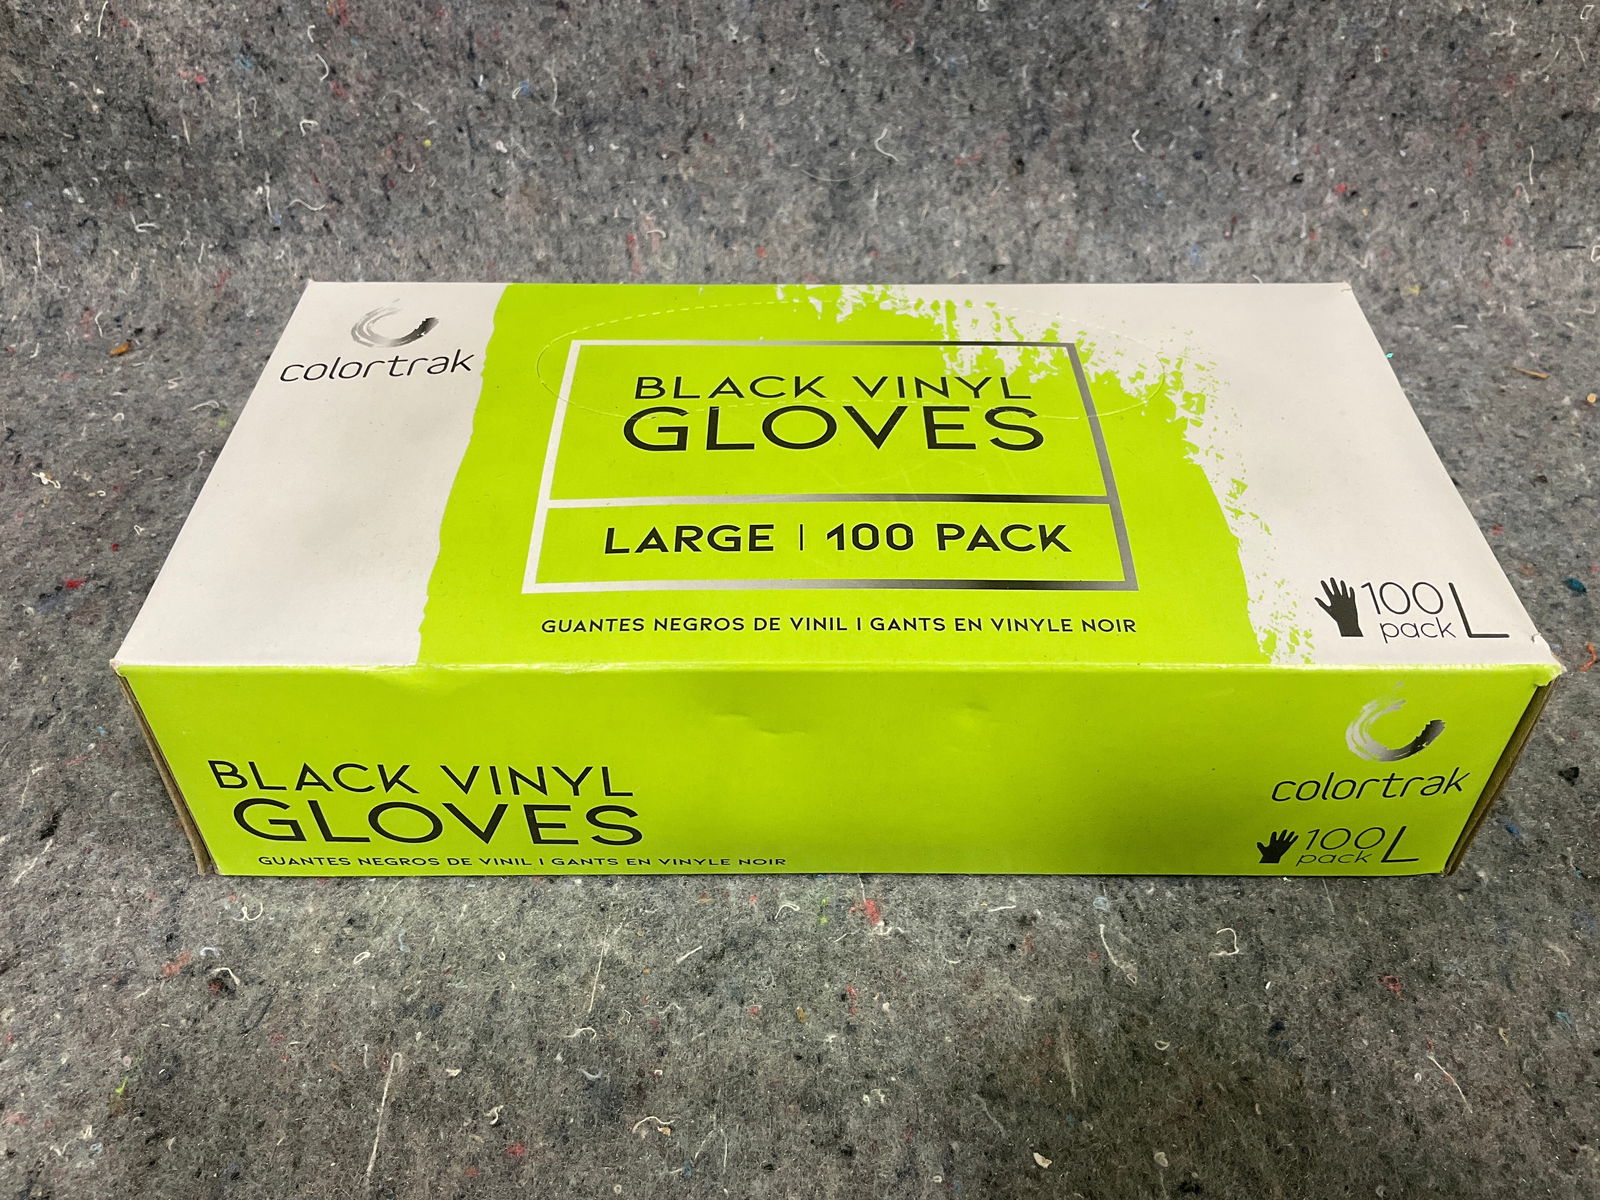 colortrak
BLACK VINYL
GLOVES
LARGE | 100 PACK
GUANTES NEGROS DE VINIL | GANTS EN VINYLE NOIR
100 L
pack
BLACK VINYL
GLOVES
GUANTES NEGROS DE VINIL | GANTS EN VINYLE NOIR
colortrak
100 L
pack